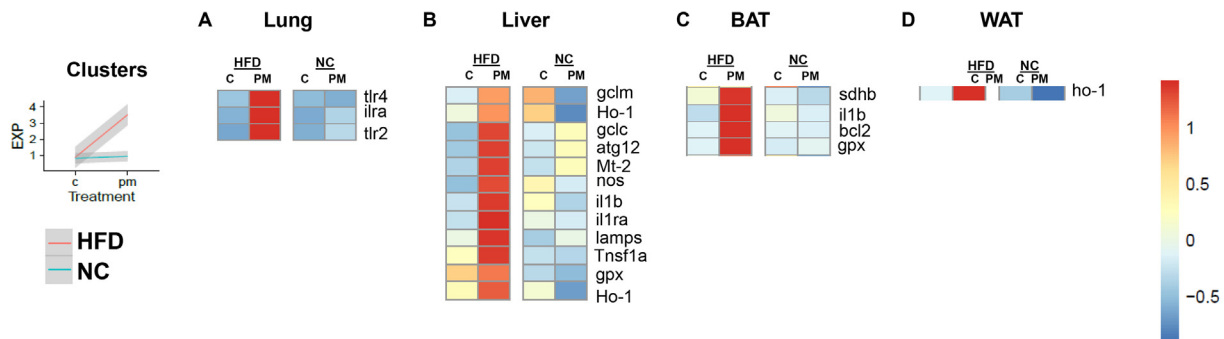 Clusters
EXP
4
3
2
1
c pm
Treatment
HFD
NC
A Lung
HFD NC
C PM C PM
tlr4
ilra
tlr2
B Liver
HFD NC
C PM C PM
gclm
Ho-1
gclc
atg12
Mt-2
nos
il1b
il1ra
lamps
Tnsf1a
gpx
Ho-1
C BAT
HFD NC
C PM C PM
sdhb
il1b
bcl2
gpx
D WAT
HFD NC
C PM C PM
ho-1
1
0.5
0
−0.5